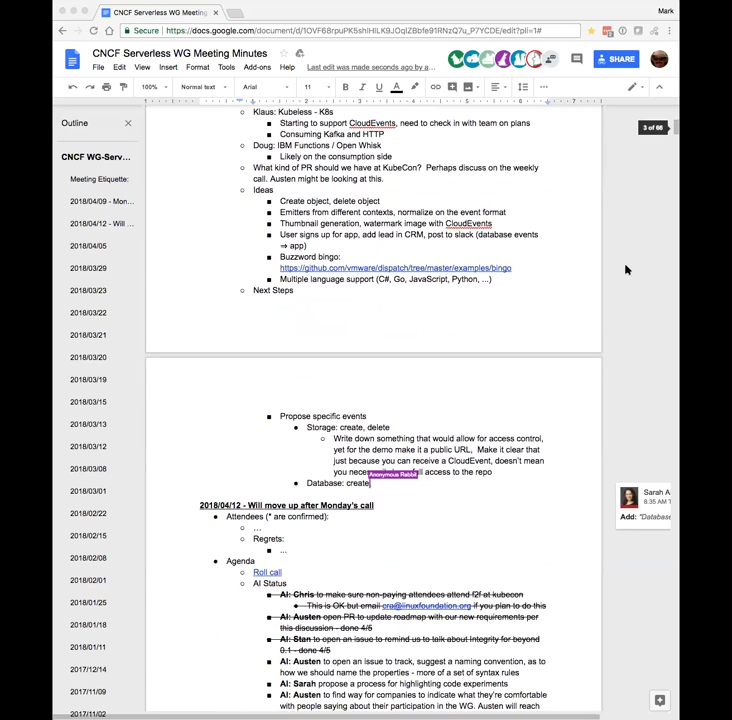 CNCF Serverless WG Meeting
Mark
Secure
https://docs.google.com/document/d/1OVF68rpuPK5shIHILK9JOqlZBbfe91RNzQ7u_P7YCDE/edit?pli=1#
CNCF Serverless WG Meeting Minutes
File Edit View Insert Format Tools Add-ons Help Last edit was made seconds ago by a...
SHARE
100% Normal text Arial 11
Outline
CNCF WG-Serv...
Meeting Etiquette:
2018/04/09 - Mon...
2018/04/12 - Will ...
2018/04/05
2018/03/29
2018/03/23
2018/03/22
2018/03/21
2018/03/20
2018/03/19
2018/03/15
2018/03/13
2018/03/12
2018/03/08
2018/03/01
2018/02/22
2018/02/15
2018/02/08
2018/02/01
2018/01/25
2018/01/18
2018/01/11
2017/12/14
2017/11/09
2017/11/02
3 of 66
Klaus: Kubeless - K8s
Starting to support CloudEvents, need to check in with team on plans
Consuming Kafka and HTTP
Doug: IBM Functions / Open Whisk
Likely on the consumption side
What kind of PR should we have at KubeCon? Perhaps discuss on the weekly
call. Austen might be looking at this.
Ideas
Create object, delete object
Emitters from different contexts, normalize on the event format
Thumbnail generation, watermark image with CloudEvents
User signs up for app, add lead in CRM, post to slack (database events
⇒ app)
Buzzword bingo:
https://github.com/vmware/dispatch/tree/master/examples/bingo
Multiple language support (C#, Go, JavaScript, Python, ...)
Next Steps
Propose specific events
Storage: create, delete
Write down something that would allow for access control,
yet for the demo make it a public URL, Make it clear that
just because you can receive a CloudEvent, doesn't mean
you access to the repo
Anonymous Rabbit
Database: create
2018/04/12 - Will move up after Monday's call
Attendees (* are confirmed):
...
Regrets:
...
Agenda
Roll call
AI Status
AI: Chris to make sure non-paying attendees attend f2f at kubecon
This is OK but email cra@linuxfoundation.org if you plan to do this
AI: Austen open PR to update roadmap with our new requirements per
this discussion - done 4/5
AI: Stan to open an issue to remind us to talk about Integrity for beyond
0.1 - done 4/5
AI: Austen to open an issue to track, suggest a naming convention, as to
how we should name the properties - more of a set of syntax rules
AI: Sarah propose a process for highlighting code experiments
AI: Austen to find way for companies to indicate what they're comfortable
with people saying about their participation in the WG. Austen will reach
Sarah A
8:35 AM
Add: "Database